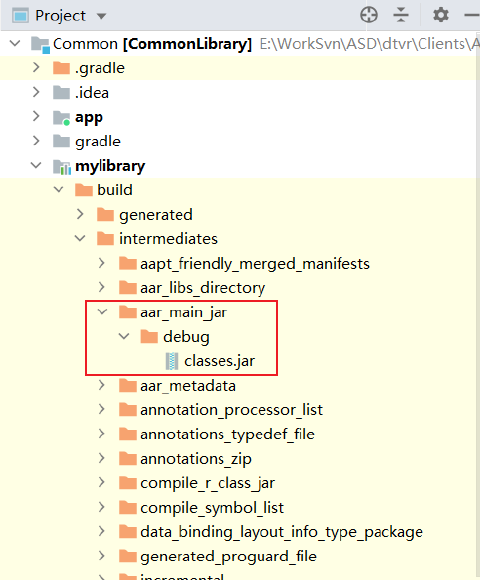 Project
Common [CommonLibrary] E:\WorkSvn\ASD\dtvr\Clients\A
.gradle
.idea
app
gradle
mylibrary
build
generated
intermediates
aapt_friendly_merged_manifests
aar_libs_directory
aar_main_jar
debug
classes.jar
aar_metadata
annotation_processor_list
annotations_typedef_file
annotations_zip
compile_r_class_jar
compile_symbol_list
data_binding_layout_info_type_package
generated_proguard_file
incremental